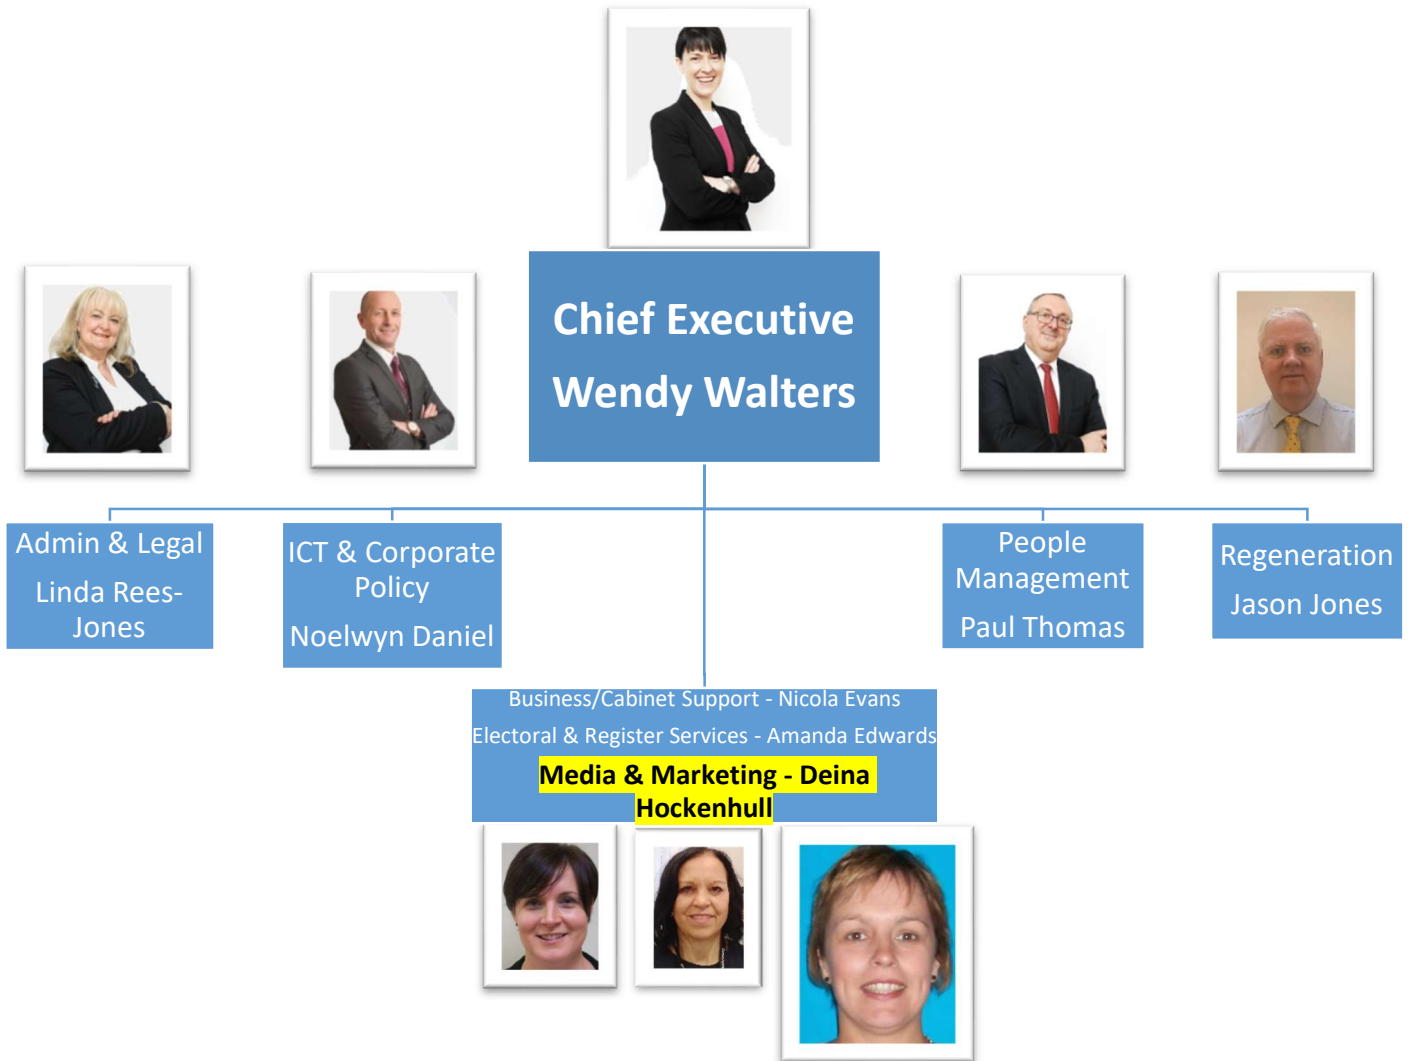 Chief Executive
Wendy Walters
Admin & Legal
Linda Rees-
Jones
ICT & Corporate
Policy
Noelwyn Daniel
People
Management
Paul Thomas
Regeneration
Jason Jones
Business/Cabinet Support - Nicola Evans
Electoral & Register Services - Amanda Edwards
Media & Marketing - Deina
Hockenhull